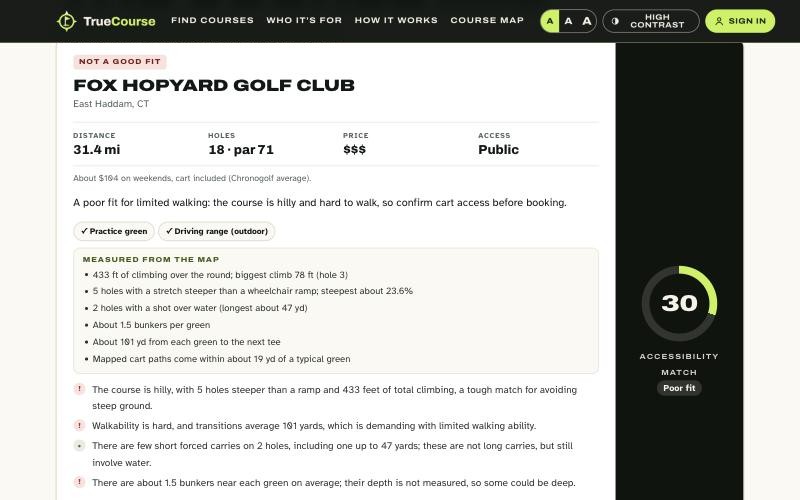 TrueCourse FIND COURSES WHO IT'S FOR HOW IT WORKS COURSE MAP A A A HIGH CONTRAST SIGN IN
NOT A GOOD FIT
FOX HOPYARD GOLF CLUB
East Haddam, CT
DISTANCE HOLES PRICE ACCESS
31.4 mi 18 · par 71 $$$ Public
About $104 on weekends, cart included (Chronogolf average).
A poor fit for limited walking: the course is hilly and hard to walk, so confirm cart access before booking.
✓ Practice green ✓ Driving range (outdoor)
MEASURED FROM THE MAP
• 433 ft of climbing over the round; biggest climb 78 ft (hole 3)
• 5 holes with a stretch steeper than a wheelchair ramp; steepest about 23.6%
• 2 holes with a shot over water (longest about 47 yd)
• About 1.5 bunkers per green
• About 101 yd from each green to the next tee
• Mapped cart paths come within about 19 yd of a typical green
! The course is hilly, with 5 holes steeper than a ramp and 433 feet of total climbing, a tough match for avoiding
steep ground.
! Walkability is hard, and transitions average 101 yards, which is demanding with limited walking ability.
• There are few short forced carries on 2 holes, including one up to 47 yards; these are not long carries, but still
involve water.
! There are about 1.5 bunkers near each green on average; their depth is not measured, so some could be deep.
30
ACCESSIBILITY
MATCH
Poor fit